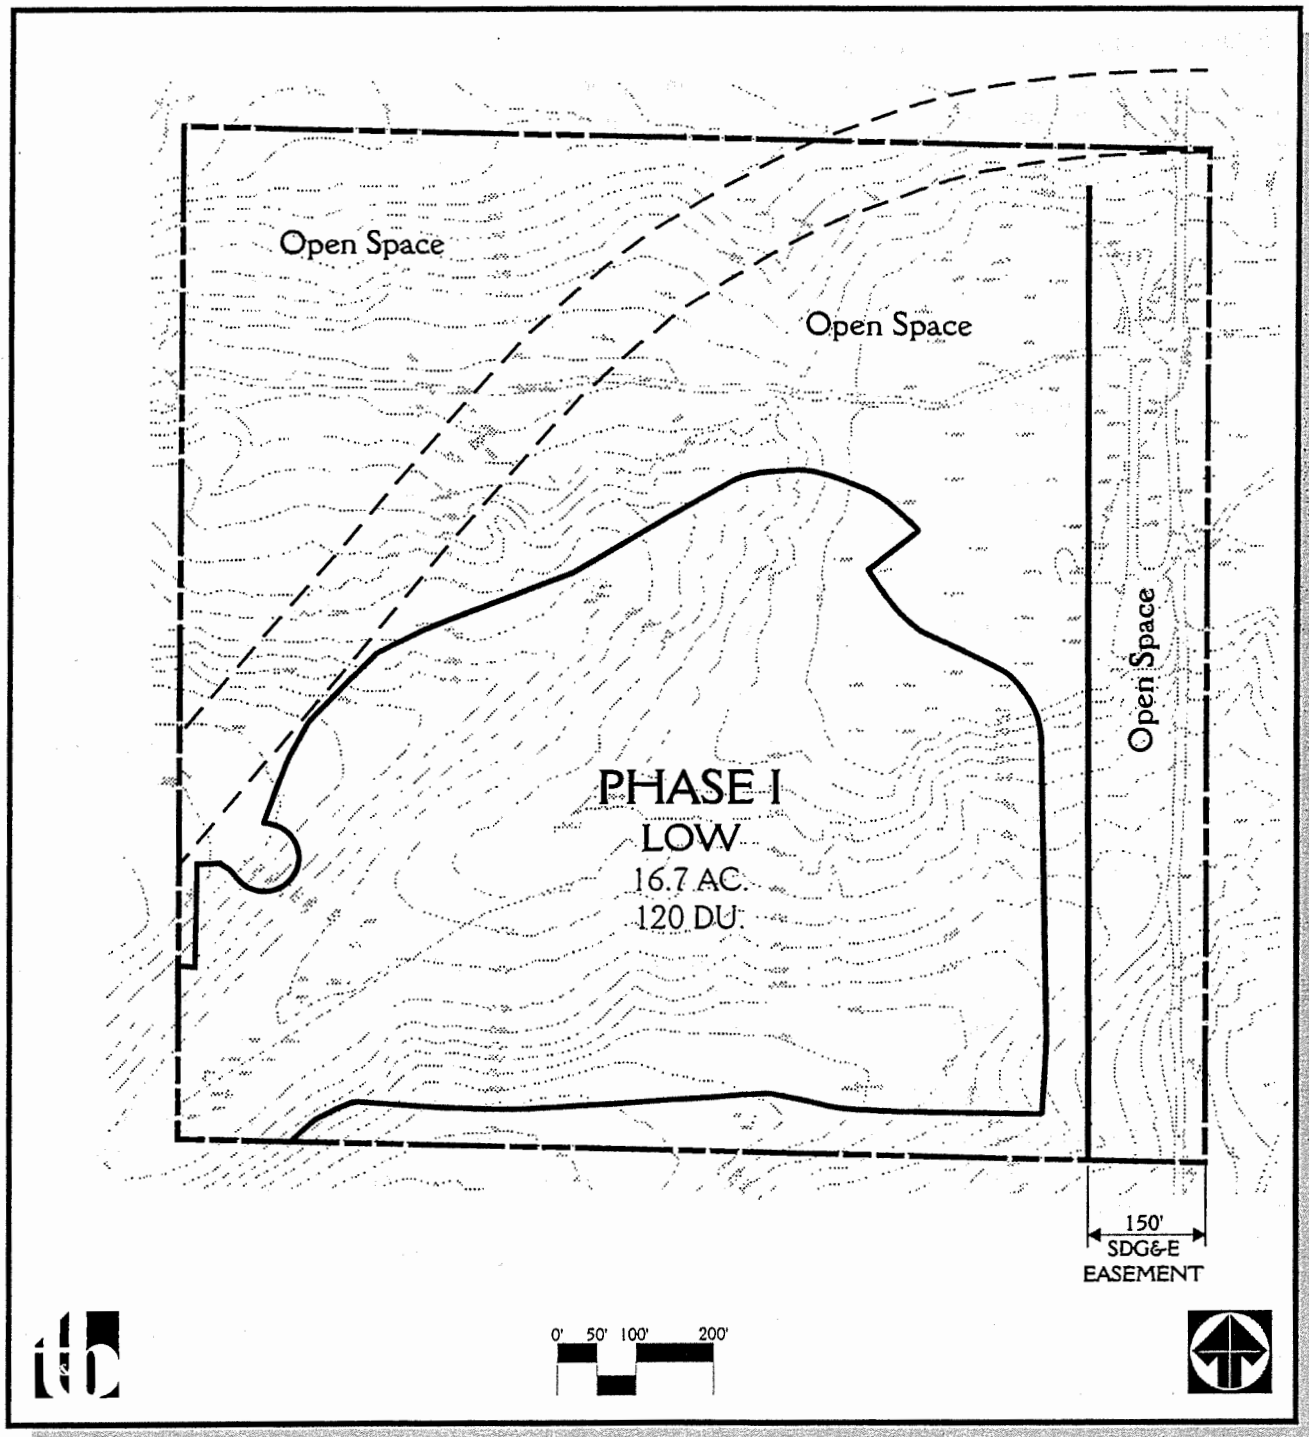 Open Space
Open Space
Open Space
PHASE I
LOW
16.7 AC.
120 DU.
150'
SDG&E
EASEMENT
0' 50' 100' 200'
t&b